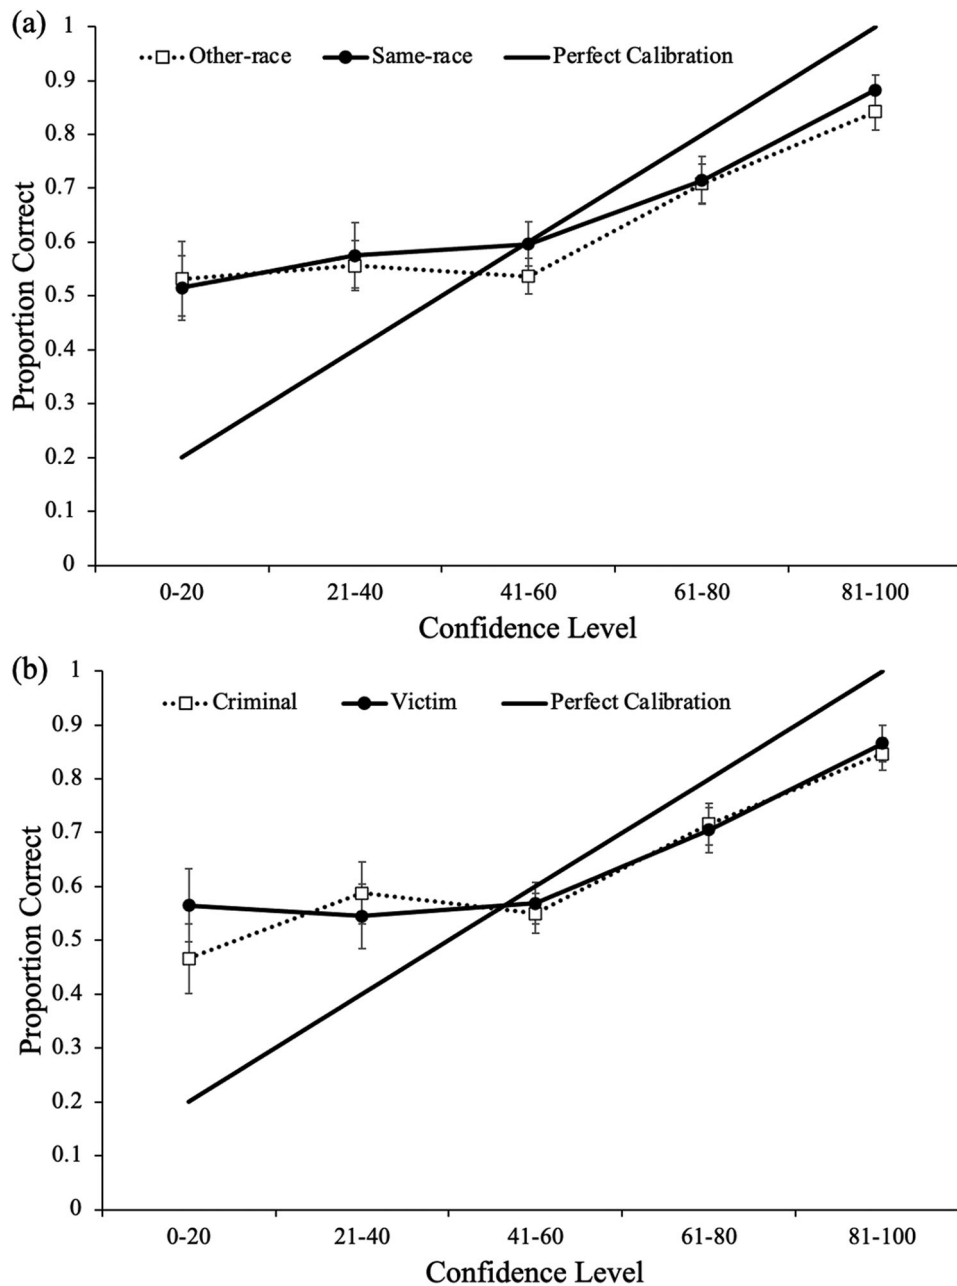 (a)
Other-race Same-race Perfect Calibration
1
0.9
0.8
0.7
0.6
0.5
0.4
0.3
0.2
0.1
0
Proportion Correct
0-20 21-40 41-60 61-80 81-100
Confidence Level
(b)
Criminal Victim Perfect Calibration
1
0.9
0.8
0.7
0.6
0.5
0.4
0.3
0.2
0.1
0
Proportion Correct
0-20 21-40 41-60 61-80 81-100
Confidence Level